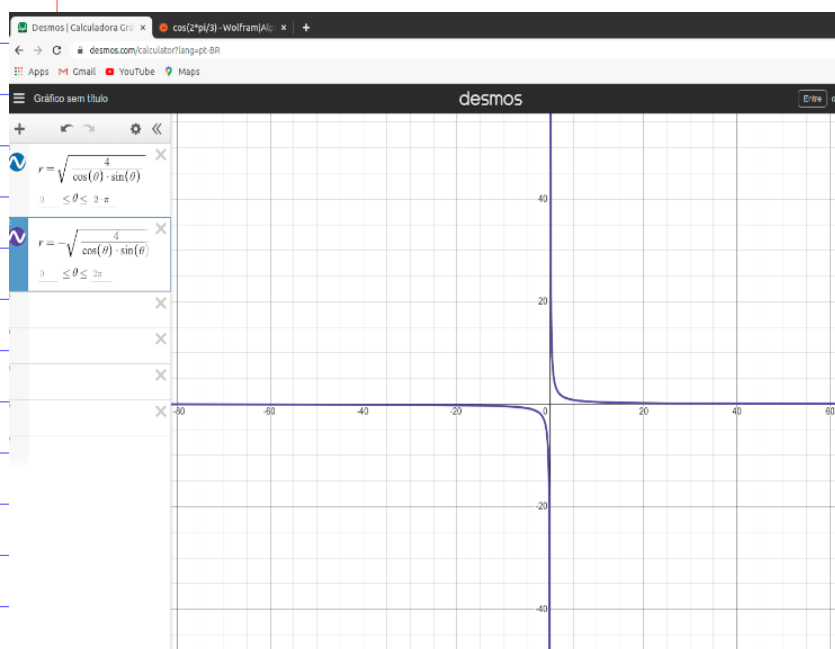 Desmos | Calculadora Grá × cos(2*pi/3) - Wolfram|Alp × +
desmos.com/calculator?lang=pt-BR
Apps Gmail YouTube Maps
Gráfico sem título desmos Entre o
r = √(4 / (cos(θ) · sin(θ)))
0 ≤ θ ≤ 2 · π
r = −√(4 / (cos(θ) · sin(θ)))
0 ≤ θ ≤ 2π
40
20
-80 -60 -40 -20 0 20 40 60
-20
-40